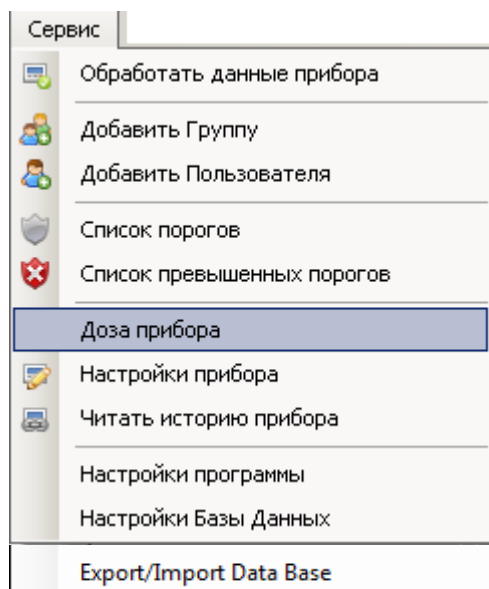 Сервис
Обработать данные прибора
Добавить Группу
Добавить Пользователя
Список порогов
Список превышенных порогов
Доза прибора
Настройки прибора
Читать историю прибора
Настройки программы
Настройки Базы Данных
Export/Import Data Base